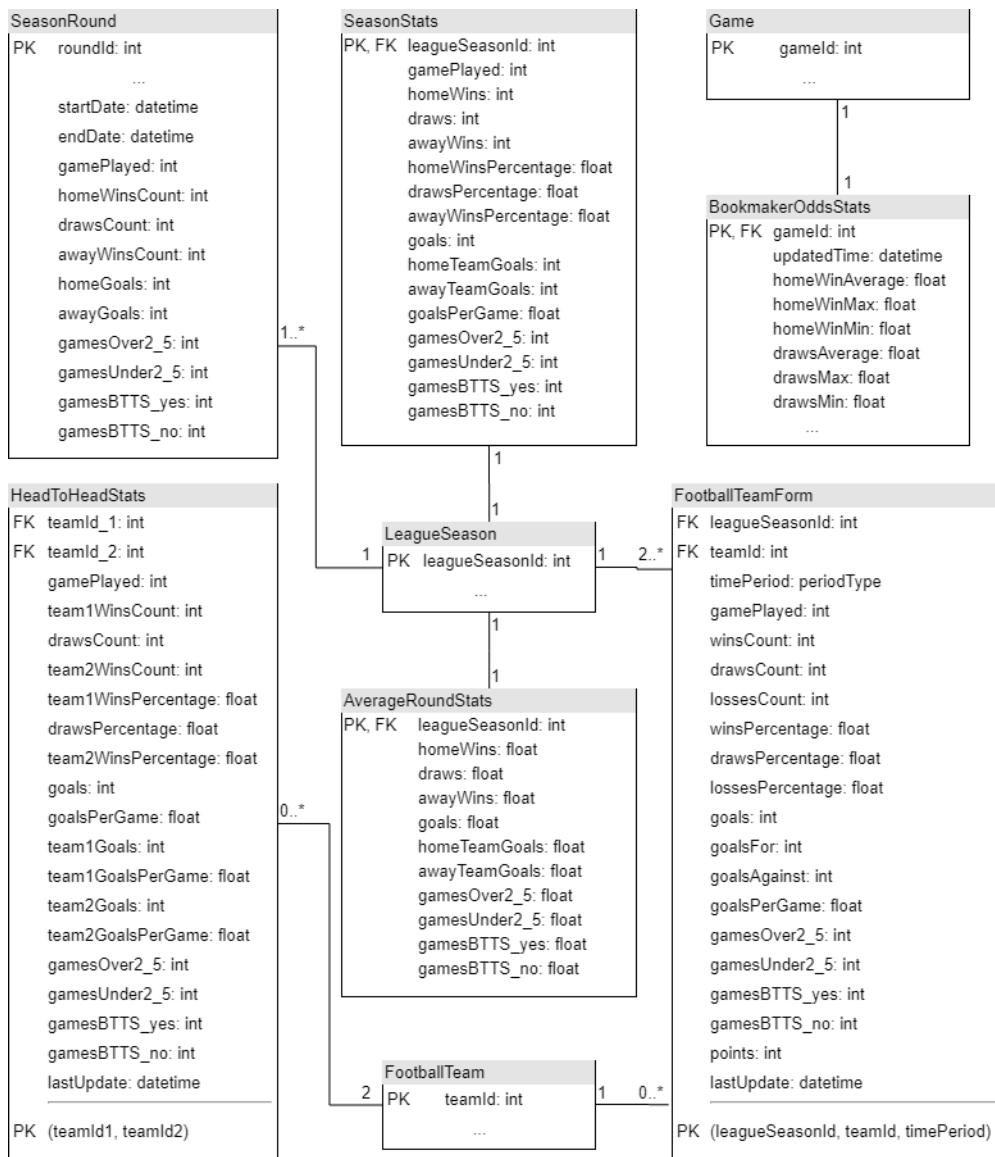 SeasonRound
PK roundId: int
...
startDate: datetime
endDate: datetime
gamePlayed: int
homeWinsCount: int
drawsCount: int
awayWinsCount: int
homeGoals: int
awayGoals: int
gamesOver2_5: int
gamesUnder2_5: int
gamesBTTS_yes: int
gamesBTTS_no: int
1..*
SeasonStats
PK, FK leagueSeasonId: int
gamePlayed: int
homeWins: int
draws: int
awayWins: int
homeWinsPercentage: float
drawsPercentage: float
awayWinsPercentage: float
goals: int
homeTeamGoals: int
awayTeamGoals: int
goalsPerGame: float
gamesOver2_5: int
gamesUnder2_5: int
gamesBTTS_yes: int
gamesBTTS_no: int
1
Game
PK gameId: int
...
1
1
BookmakerOddsStats
PK, FK gameId: int
updatedTime: datetime
homeWinAverage: float
homeWinMax: float
homeWinMin: float
drawsAverage: float
drawsMax: float
drawsMin: float
...
HeadToHeadStats
FK teamId_1: int
FK teamId_2: int
gamePlayed: int
team1WinsCount: int
drawsCount: int
team2WinsCount: int
team1WinsPercentage: float
drawsPercentage: float
team2WinsPercentage: float
goals: int
goalsPerGame: float
team1Goals: int
team1GoalsPerGame: float
team2Goals: int
team2GoalsPerGame: float
gamesOver2_5: int
gamesUnder2_5: int
gamesBTTS_yes: int
gamesBTTS_no: int
lastUpdate: datetime
PK (teamId1, teamId2)
0..*
1
LeagueSeason
1 PK leagueSeasonId: int 1 2..*
...
1
1
AverageRoundStats
PK, FK leagueSeasonId: int
homeWins: float
draws: float
awayWins: float
goals: float
homeTeamGoals: float
awayTeamGoals: float
gamesOver2_5: float
gamesUnder2_5: float
gamesBTTS_yes: float
gamesBTTS_no: float
FootballTeam
2 PK teamId: int 1 0..*
...
FootballTeamForm
FK leagueSeasonId: int
FK teamId: int
timePeriod: periodType
gamePlayed: int
winsCount: int
drawsCount: int
lossesCount: int
winsPercentage: float
drawsPercentage: float
lossesPercentage: float
goals: int
goalsFor: int
goalsAgainst: int
goalsPerGame: float
gamesOver2_5: int
gamesUnder2_5: int
gamesBTTS_yes: int
gamesBTTS_no: int
points: int
lastUpdate: datetime
PK (leagueSeasonId, teamId, timePeriod)